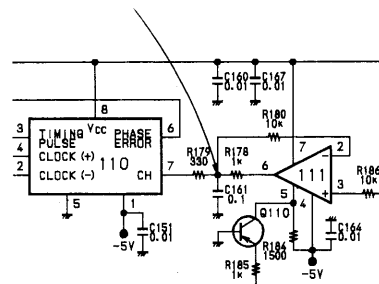 C160 0.01
C167 0.01
8
R180 10k
3 TIMING PULSE
VCC
PHASE ERROR 6
4 CLOCK (+)
110
2 CLOCK (-)
CH 7
R179 330
R178 1k
6
7
2
111
3
R186 10k
5
1
C161 0.1
5
4
Q110
C151 0.01
-5V
R184 1500
C164 0.01
-5V
R185 1k